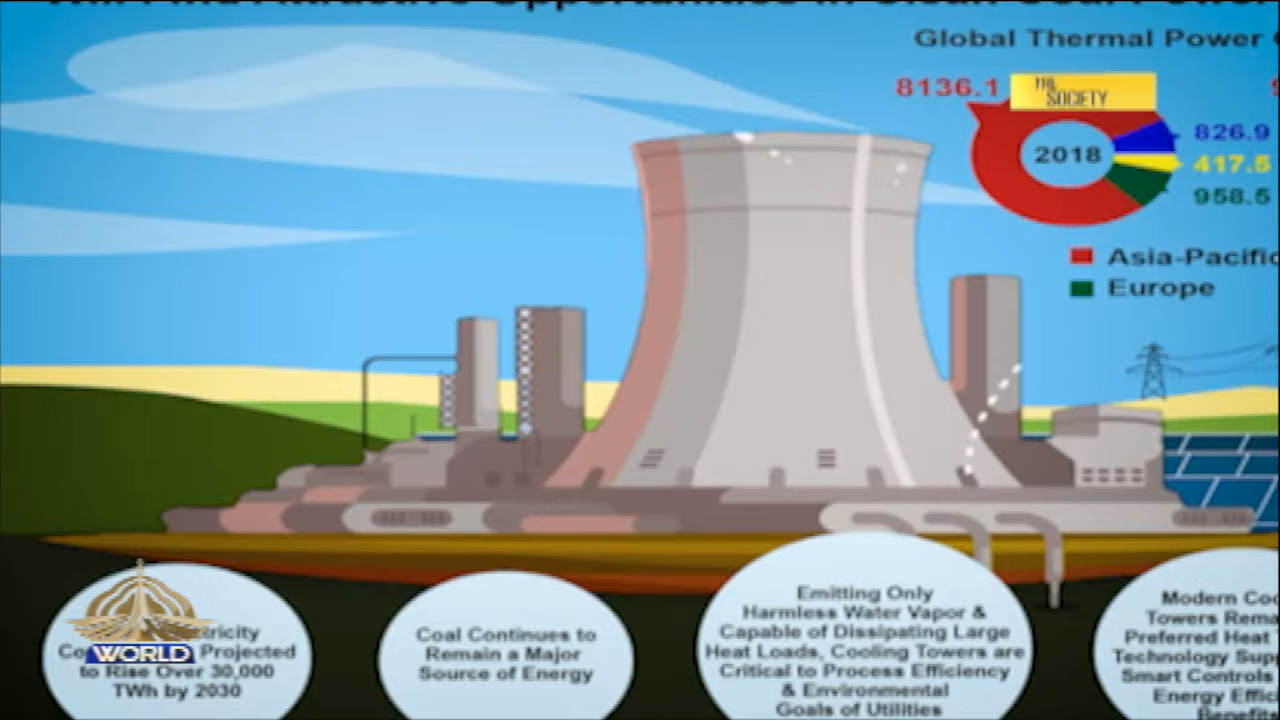 Global Thermal Power
8136.1
THE
SOCIETY
826.9
2018
417.5
958.5
Asia-Pacific
Europe
to Rise Over 30,000
TWh by 2030
Projected
WORLD
Coal Continues to
Remain a Major
Source of Energy
Emitting Only
Harmless Water Vapor &
Capable of Dissipating Large
Heat Loads, Cooling Towers are
Critical to Process Efficiency
& Environmental
Goals of Utilities
Modern
Towers
Preferred Heat
Technology
Smart Controls
Energy